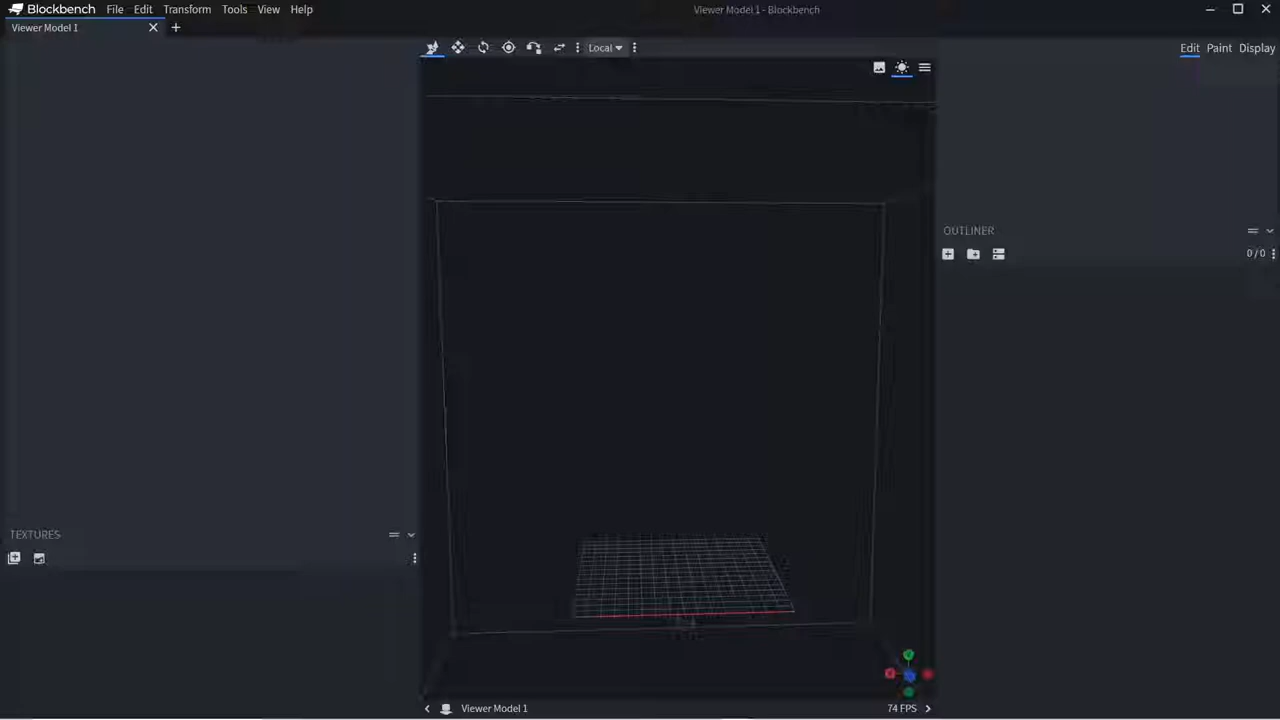 Blockbench File Edit Transform Tools View Help
Viewer Model 1 - Blockbench
Viewer Model 1
Local
Edit Paint Display
OUTLINER
0/0
TEXTURES
Viewer Model 1
74 FPS